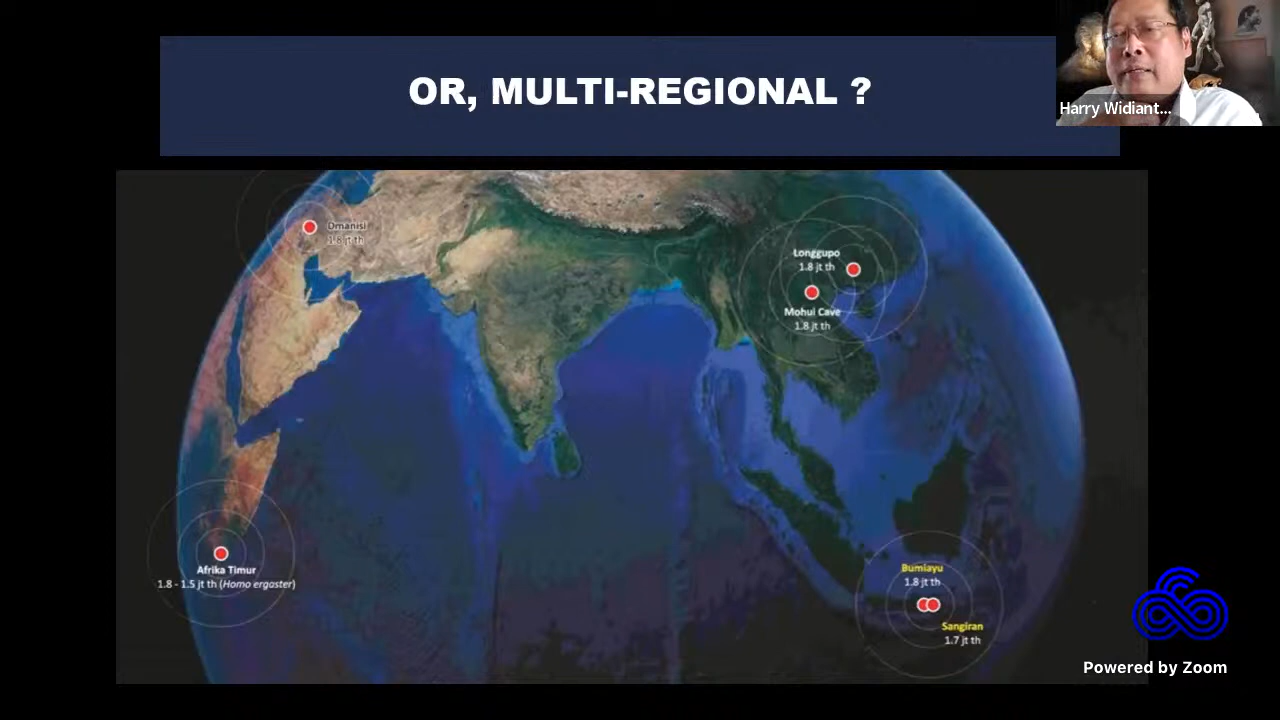 OR, MULTI-REGIONAL ?
Harry Widiant...
Dmanisi
1.8 jt th
Longgupo
1.8 jt th
Mohui Cave
1.8 jt th
Afrika Timur
1.8 - 1.5 jt th (Homo ergaster)
Bumiayu
1.8 jt th
Sangiran
1.7 jt th
Powered by Zoom